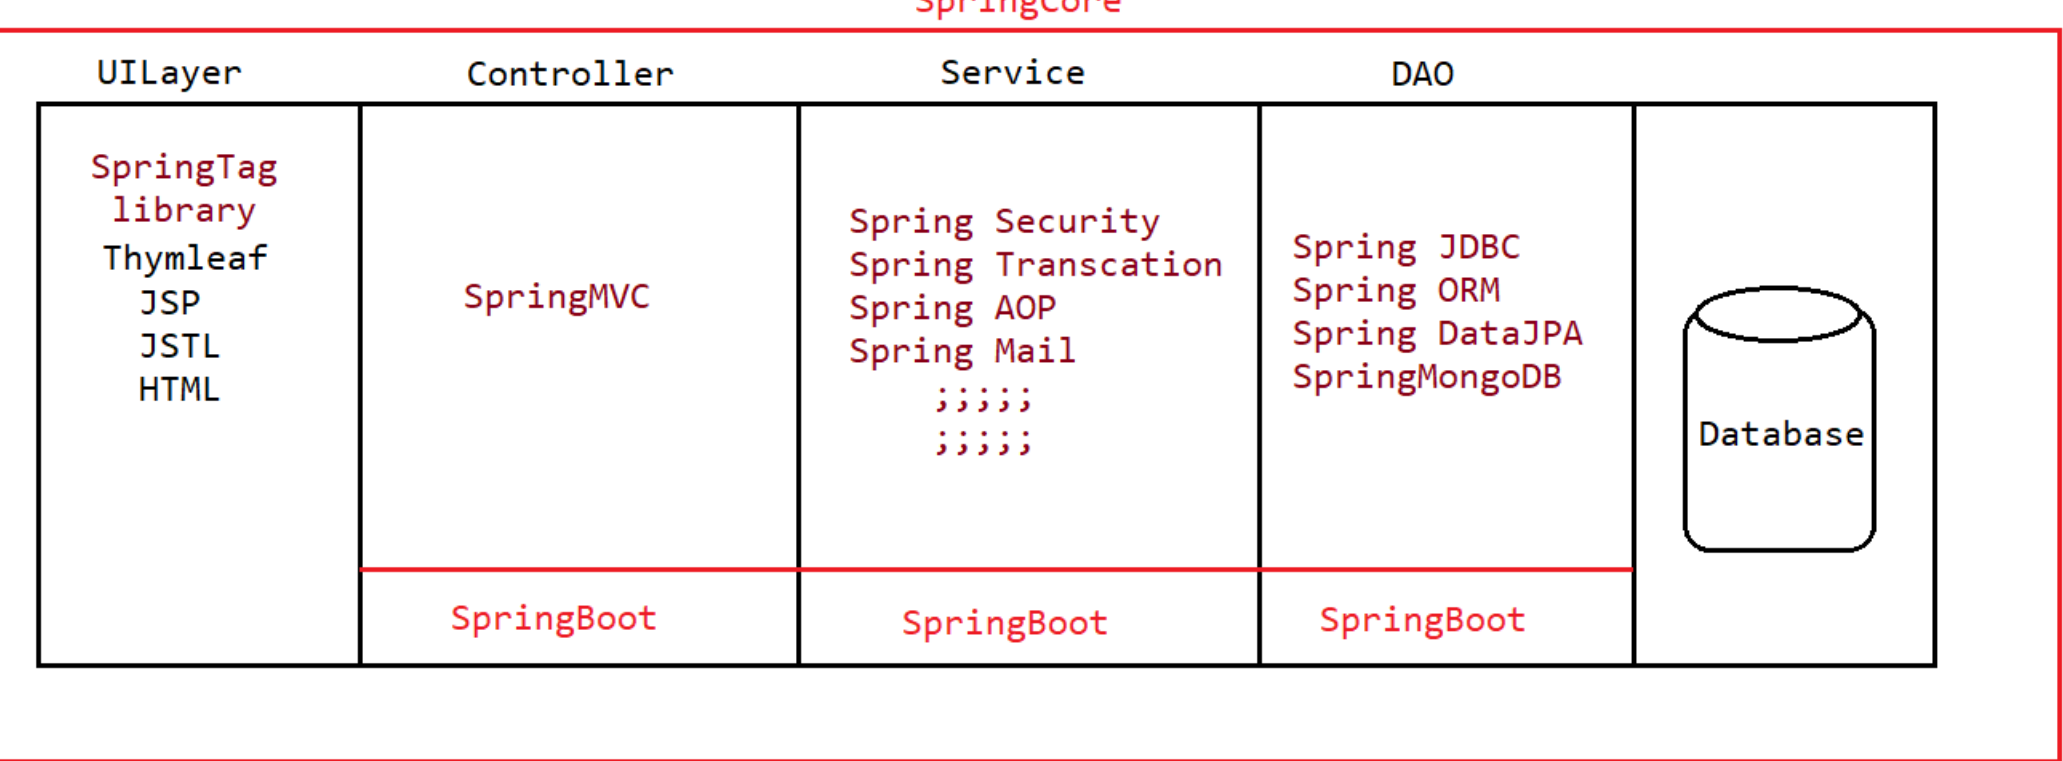 SpringCore
UILayer
Controller
Service
DAO
SpringTag
library
Thymleaf
JSP
JSTL
HTML
SpringMVC
Spring Security
Spring Transcation
Spring AOP
Spring Mail
;;;;;
;;;;;
Spring JDBC
Spring ORM
Spring DataJPA
SpringMongoDB
Database
SpringBoot
SpringBoot
SpringBoot